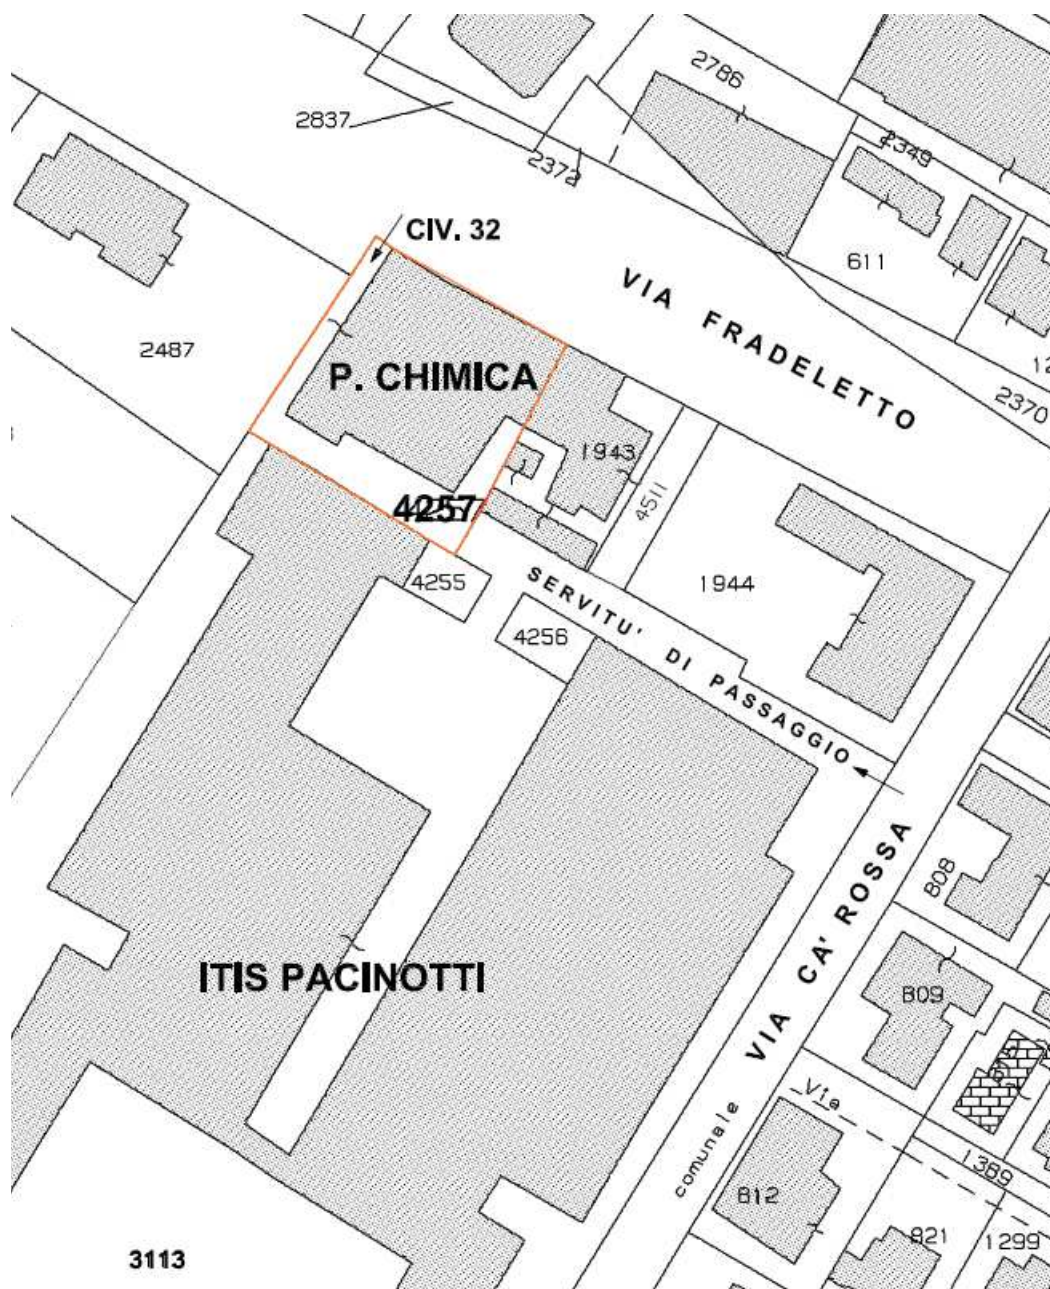 2786
2837
2349
2372
CIV. 32
611
VIA FRADELETTO
2487
12
P. CHIMICA
2370
1943
4511
4257
4255
SERVITU' DI PASSAGGIO
1944
4256
808
VIA CA' ROSSA
ITIS PACINOTTI
809
Via
comunale
1389
812
821
1299
3113